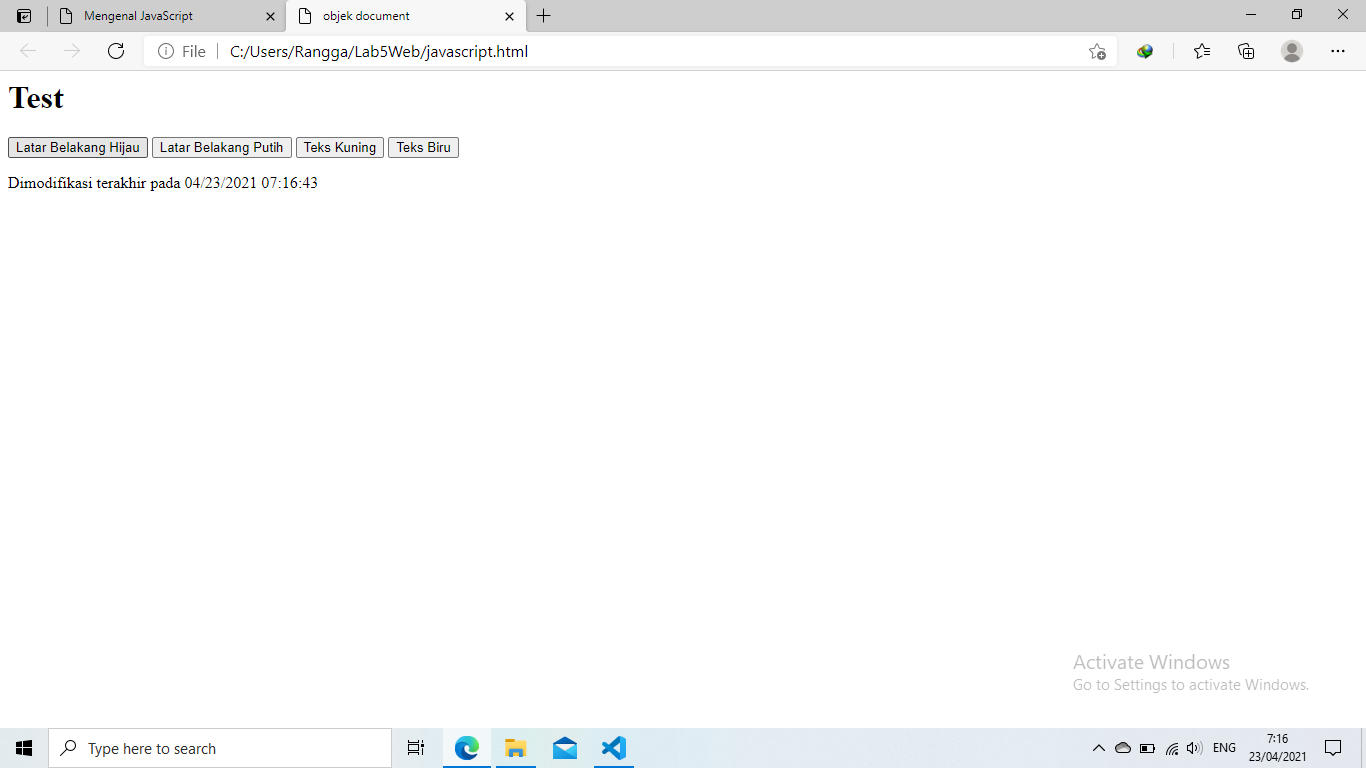 Mengenal JavaScript
objek document
File
C:/Users/Rangga/Lab5Web/javascript.html
Test
Latar Belakang Hijau Latar Belakang Putih Teks Kuning Teks Biru
Dimodifikasi terakhir pada 04/23/2021 07:16:43
Activate Windows
Go to Settings to activate Windows.
Type here to search
ENG
7:16
23/04/2021